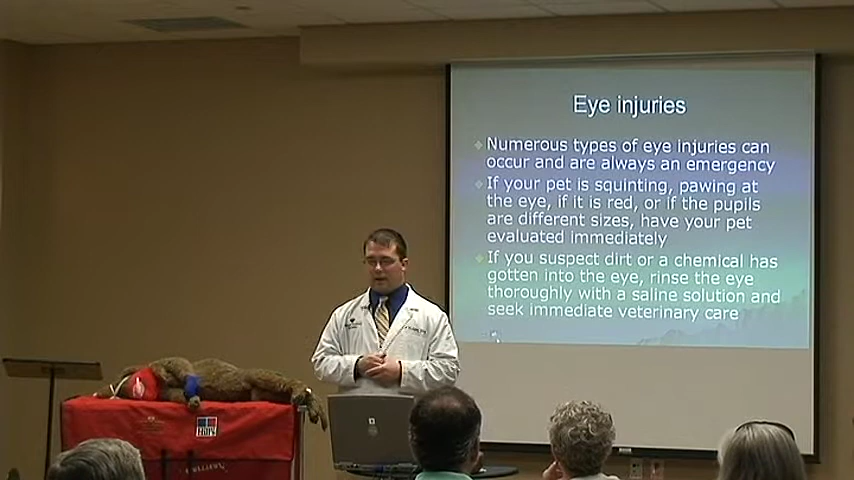 Eye injuries
Numerous types of eye injuries can
occur and are always an emergency
If your pet is squinting, pawing at
the eye, if it is red, or if the pupils
are different sizes, have your pet
evaluated immediately
If you suspect dirt or a chemical has
gotten into the eye, rinse the eye
thoroughly with a saline solution and
seek immediate veterinary care